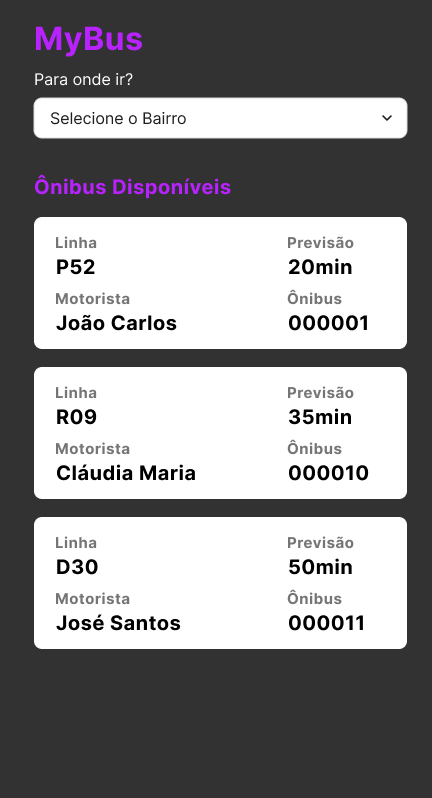 MyBus
Para onde ir?
Selecione o Bairro
Ônibus Disponíveis
Linha Previsão
P52 20min
Motorista Ônibus
João Carlos 000001
Linha Previsão
R09 35min
Motorista Ônibus
Cláudia Maria 000010
Linha Previsão
D30 50min
Motorista Ônibus
José Santos 000011